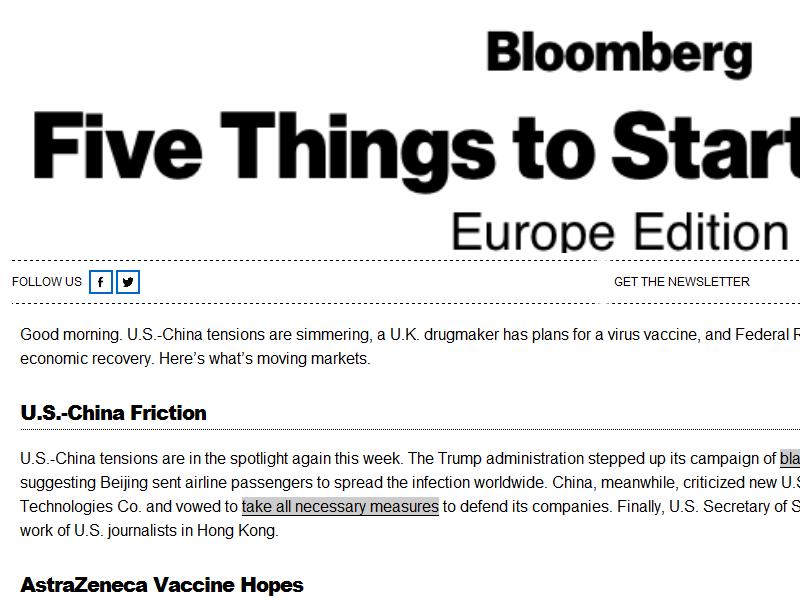 Bloomberg
Five Things to Start
Europe Edition
FOLLOW US
GET THE NEWSLETTER
Good morning. U.S.-China tensions are simmering, a U.K. drugmaker has plans for a virus vaccine, and Federal R
economic recovery. Here’s what’s moving markets.
U.S.-China Friction
U.S.-China tensions are in the spotlight again this week. The Trump administration stepped up its campaign of bla
suggesting Beijing sent airline passengers to spread the infection worldwide. China, meanwhile, criticized new U.S
Technologies Co. and vowed to take all necessary measures to defend its companies. Finally, U.S. Secretary of S
work of U.S. journalists in Hong Kong.
AstraZeneca Vaccine Hopes